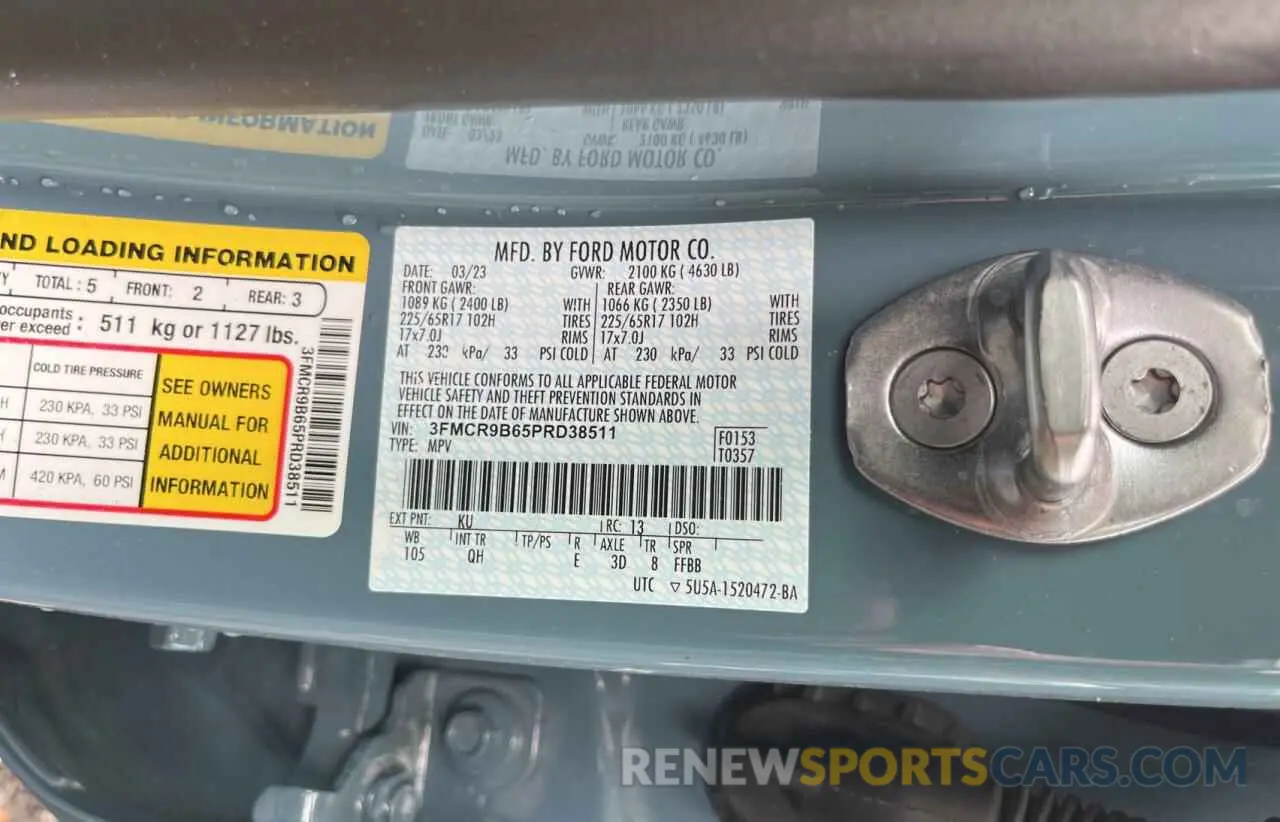 ND LOADING INFORMATION
TOTAL : 5 FRONT: 2 REAR: 3
occupants
er exceed : 511 kg or 1127 lbs.
COLD TIRE PRESSURE
H 230 KPA, 33 PSI
H 230 KPA, 33 PSI
M 420 KPA, 60 PSI
SEE OWNERS
MANUAL FOR
ADDITIONAL
INFORMATION
3FMCR9B65PRD38511
MFD. BY FORD MOTOR CO.
DATE: 03/23 GVWR: 2100 KG ( 4630 LB)
FRONT GAWR: REAR GAWR:
1089 KG ( 2400 LB) WITH 1066 KG ( 2350 LB) WITH
225/65R17 102H TIRES 225/65R17 102H TIRES
17x7.0J RIMS 17x7.0J RIMS
AT 230 kPa/ 33 PSI COLD AT 230 kPa/ 33 PSI COLD
THIS VEHICLE CONFORMS TO ALL APPLICABLE FEDERAL MOTOR
VEHICLE SAFETY AND THEFT PREVENTION STANDARDS IN
EFFECT ON THE DATE OF MANUFACTURE SHOWN ABOVE.
VIN: 3FMCR9B65PRD38511
TYPE: MPV
F0153
T0357
EXT PNT: KU RC: 13 DSO:
WB INT TR TP/PS R AXLE TR SPR
105 QH E 3D 8 FFBB
UTC ▽ 5U5A-1520472-BA
RENEWSPORTSCARS.COM